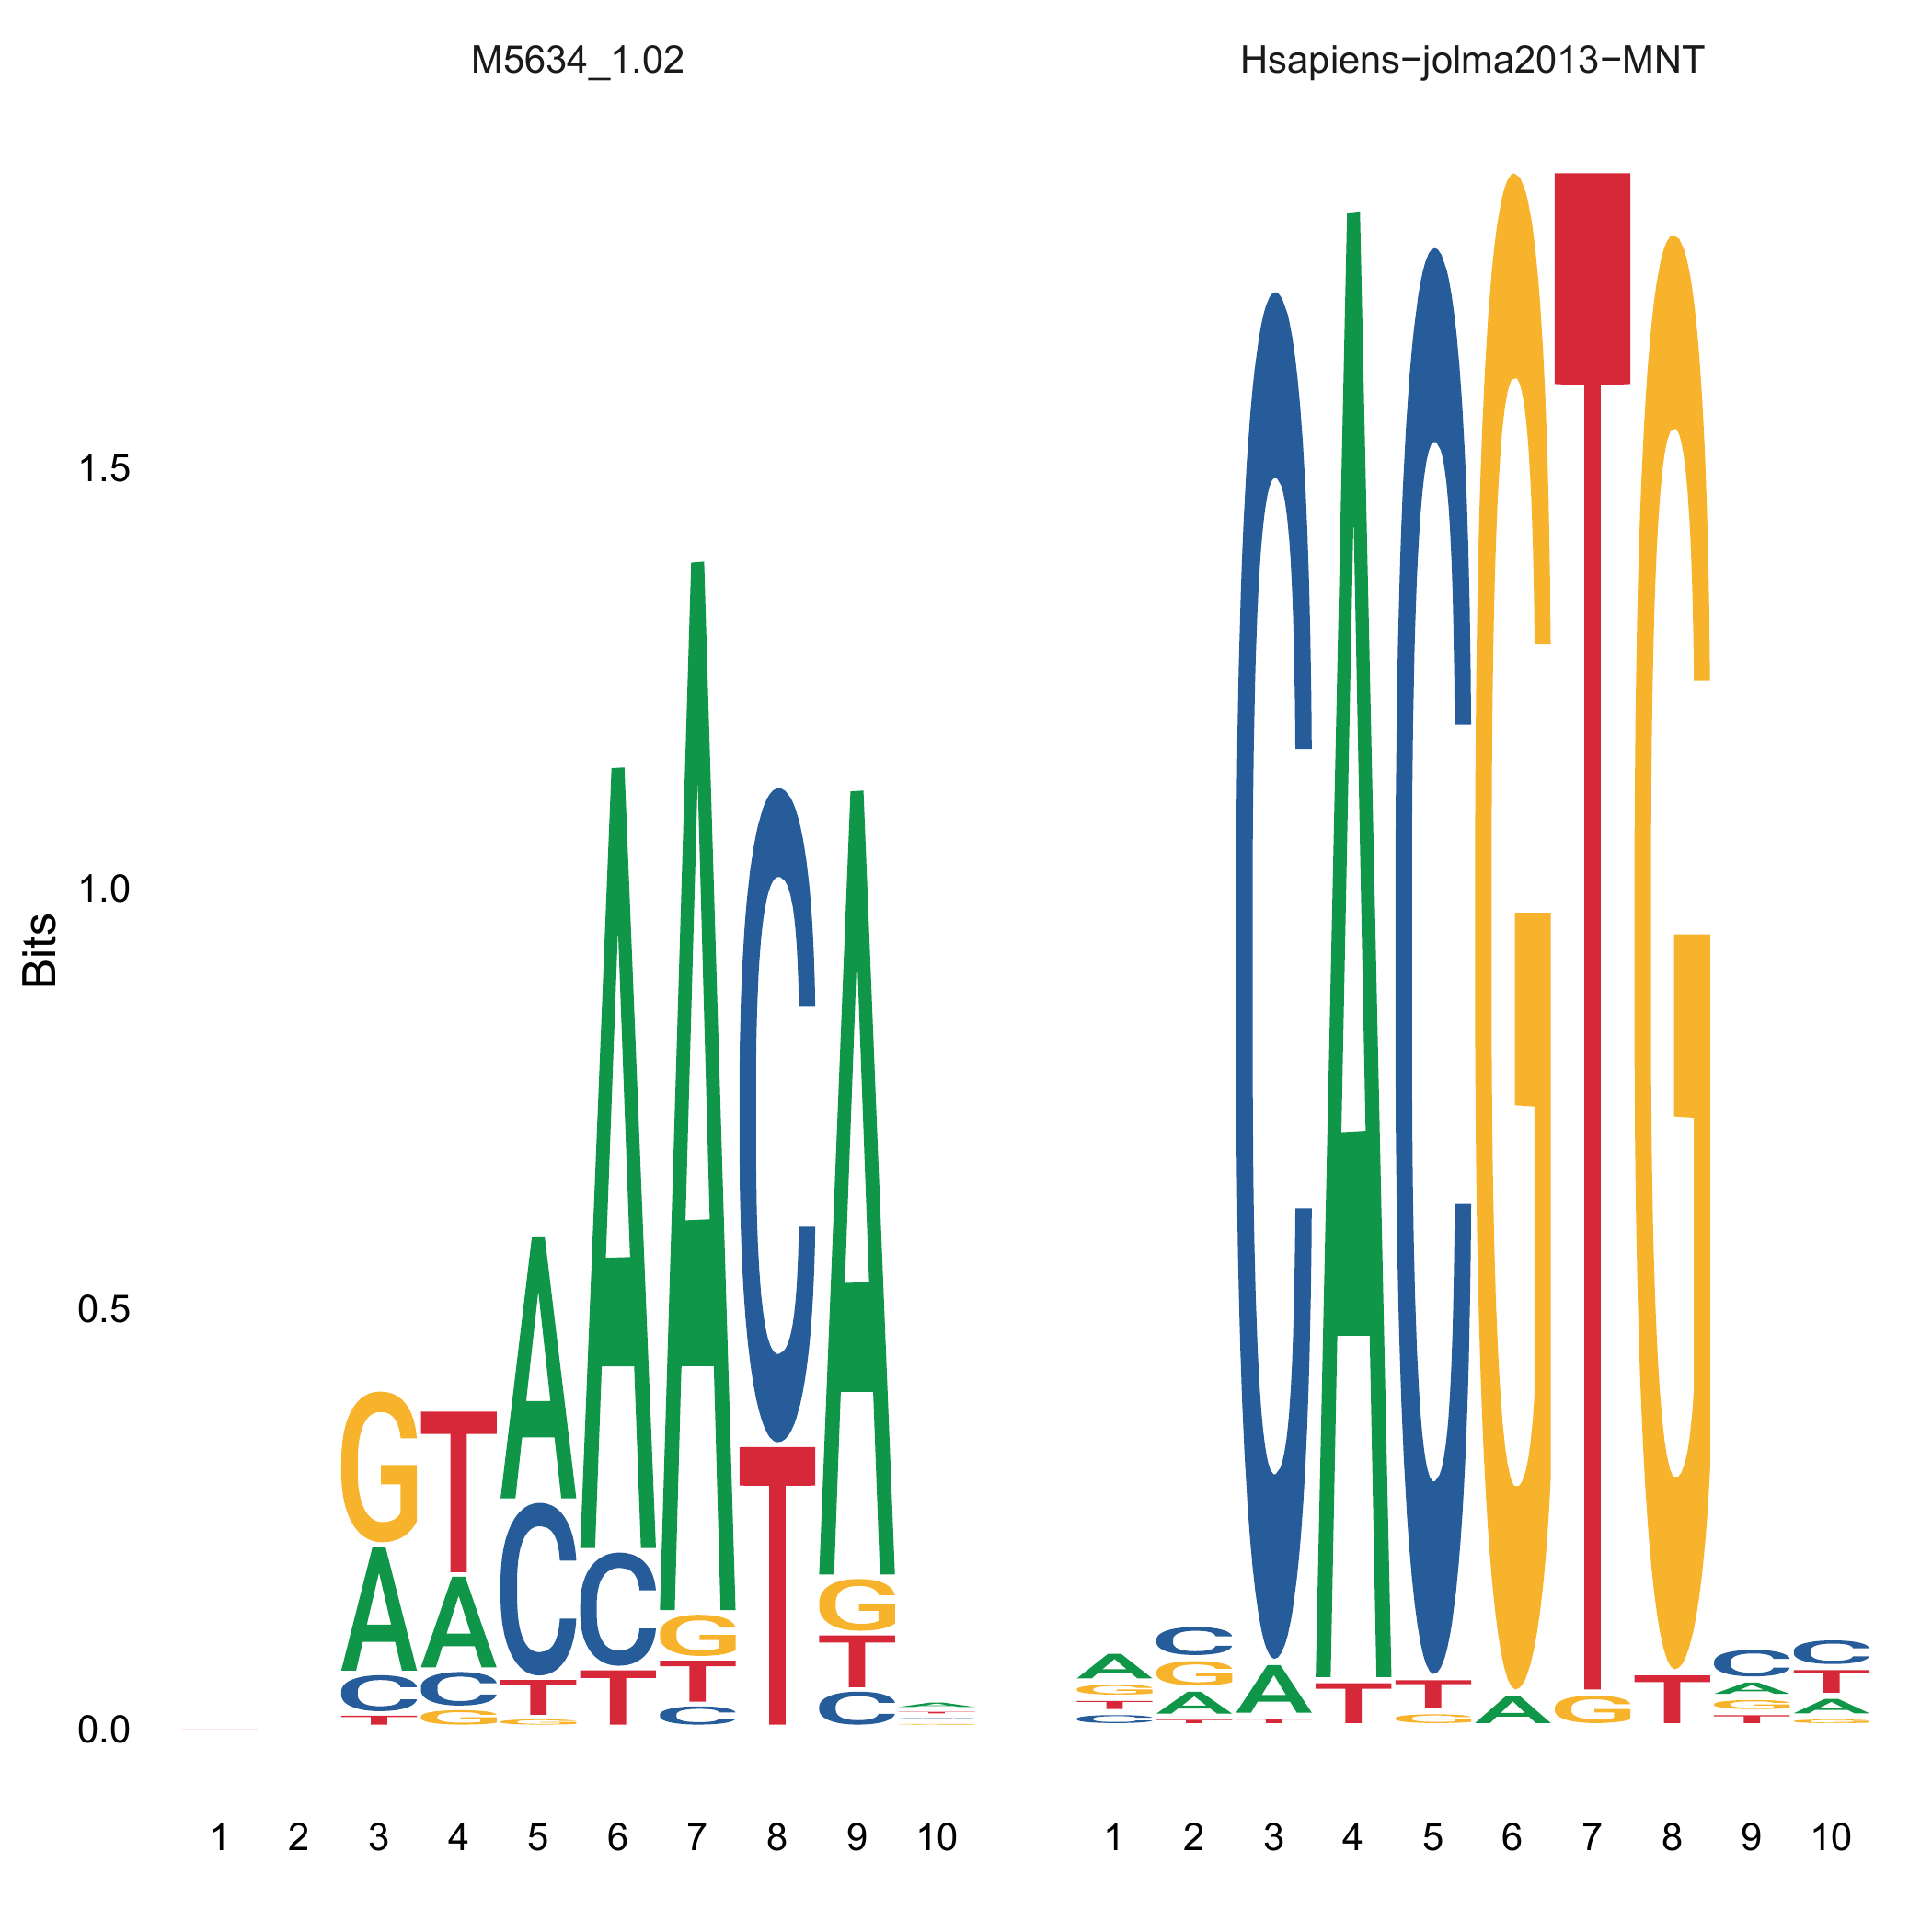 M5634_1.02 Hsapiens−jolma2013−MNT
Bits
1.5
1.0
0.5
0.0
G T A A A C A
A A C C G T G
C C T T T T
T G G C C
A T C G
A C C A C G T G C C
G G A T T A G T A T
T A T G G A
C T T G
1 2 3 4 5 6 7 8 9 10 1 2 3 4 5 6 7 8 9 10